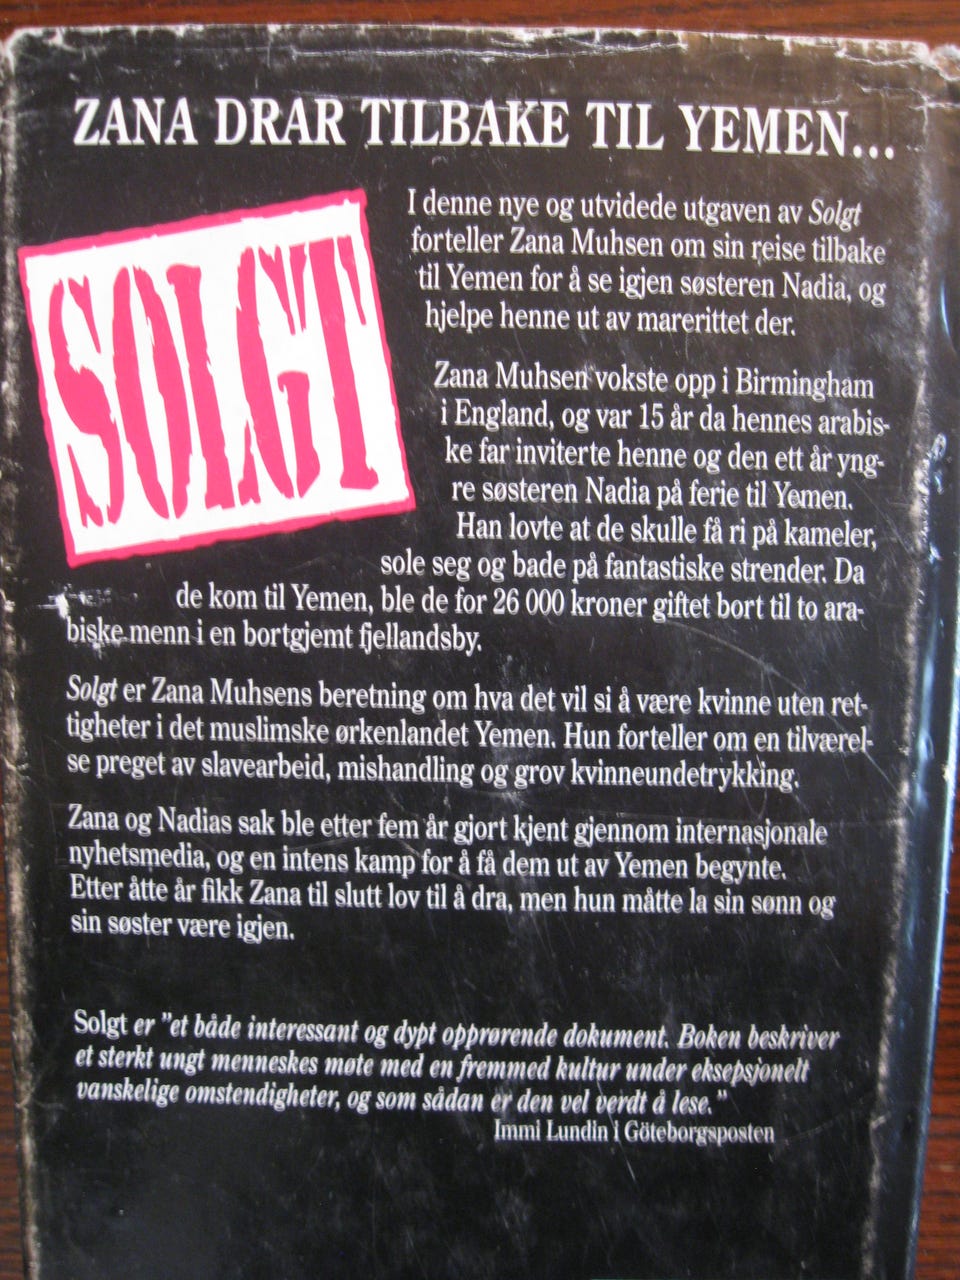 ZANA DRAR TILBAKE TIL YEMEN...
SOLGT
I denne nye og utvidede utgaven av Solgt
forteller Zana Muhsen om sin reise tilbake
til Yemen for å se igjen søsteren Nadia, og
hjelpe henne ut av marerittet der.
Zana Muhsen vokste opp i Birmingham
i England, og var 15 år da hennes arabis-
ke far inviterte henne og den ett år yng-
re søsteren Nadia på ferie til Yemen.
Han lovte at de skulle få ri på kameler,
sole seg og bade på fantastiske strender. Da
de kom til Yemen, ble de for 26 000 kroner giftet bort til to ara-
biske menn i en bortgjemt fjellandsby.
Solgt er Zana Muhsens beretning om hva det vil si å være kvinne uten ret-
tigheter i det muslimske ørkenlandet Yemen. Hun forteller om en tilværel-
se preget av slavearbeid, mishandling og grov kvinneundetrykking.
Zana og Nadias sak ble etter fem år gjort kjent gjennom internasjonale
nyhetsmedia, og en intens kamp for å få dem ut av Yemen begynte.
Etter åtte år fikk Zana til slutt lov til å dra, men hun måtte la sin sønn og
sin søster være igjen.
Solgt er "et både interessant og dypt opprørende dokument. Boken beskriver
et sterkt ungt menneskes møte med en fremmed kultur under eksepsjonelt
vanskelige omstendigheter, og som sådan er den vel verdt å lese."
Immi Lundin i Göteborgsposten